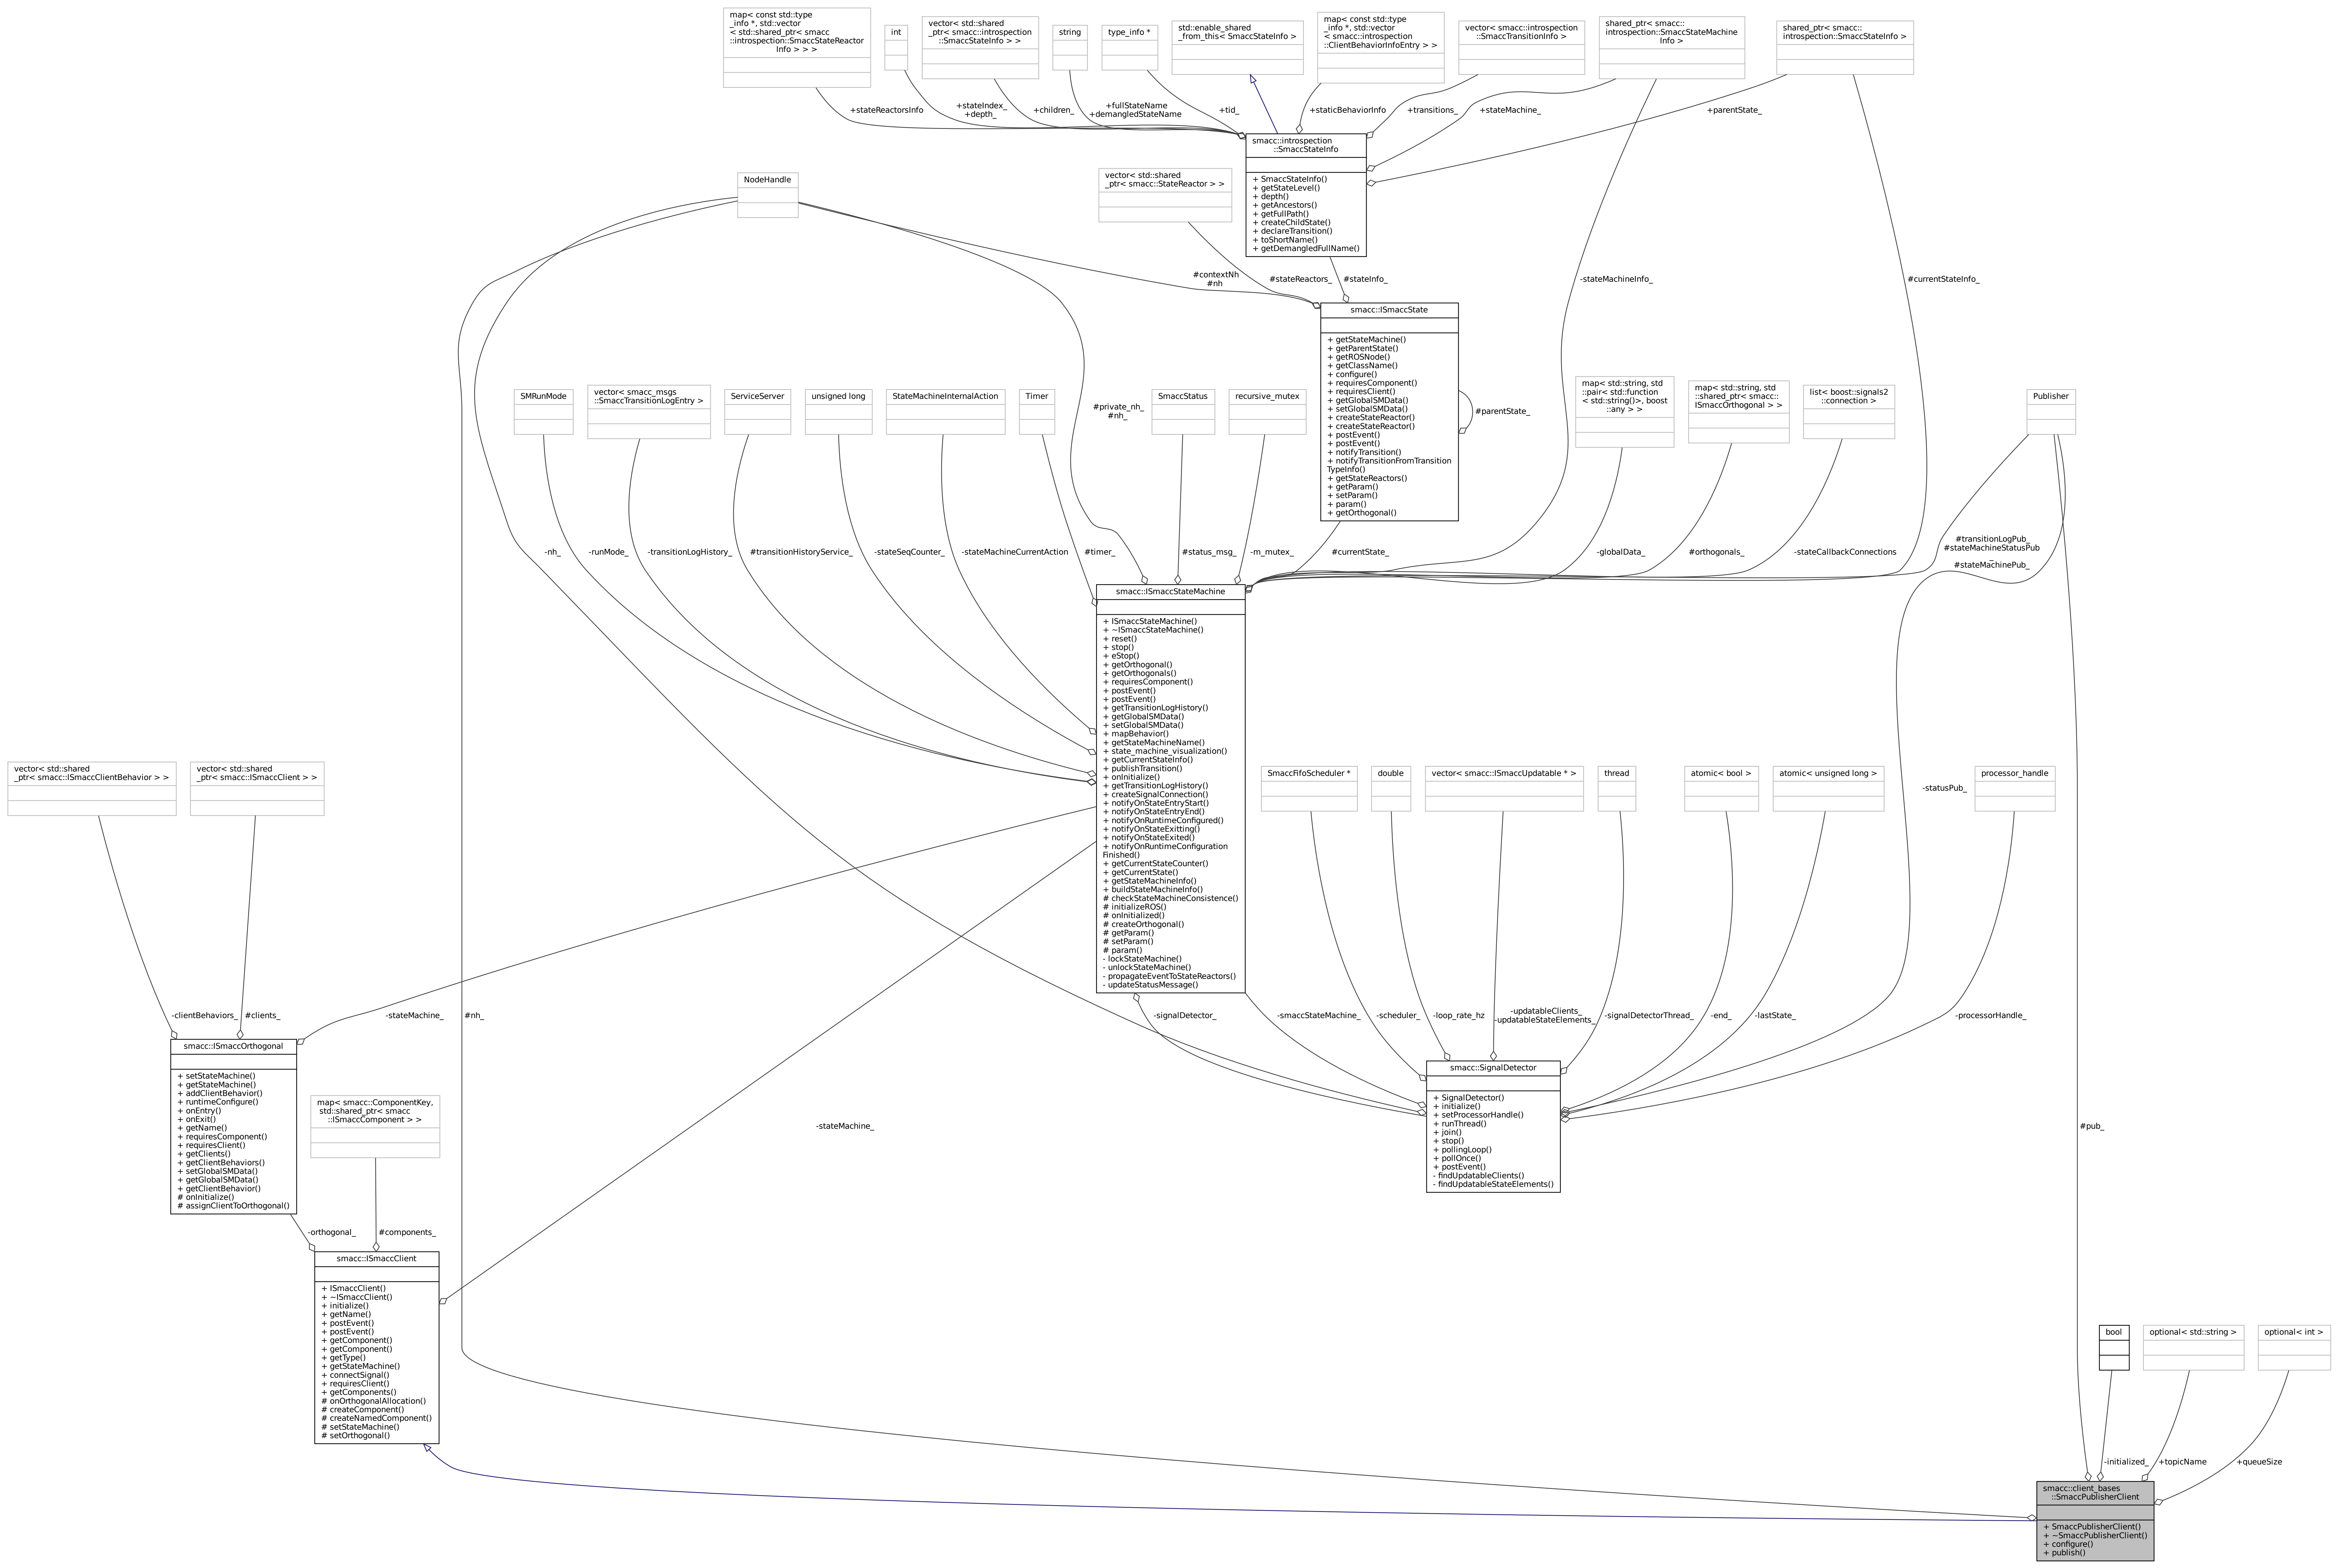 map< const std::type
_info *, std::vector
< std::shared_ptr< smacc
::introspection::SmaccStateReactor
Info > > >
int
vector< std::shared
_ptr< smacc::introspection
::SmaccStateInfo > >
string
type_info *
std::enable_shared
_from_this< SmaccStateInfo >
map< const std::type
_info *, std::vector
< smacc::introspection
::ClientBehaviorInfoEntry > >
vector< smacc::introspection
::SmaccTransitionInfo >
shared_ptr< smacc::
introspection::SmaccStateMachine
Info >
shared_ptr< smacc::
introspection::SmaccStateInfo >
+stateReactorsInfo
+stateIndex_
+depth_
+children_
+fullStateName
+demangledStateName
+tid_
+staticBehaviorInfo
+transitions_
+stateMachine_
+parentState_
smacc::introspection
::SmaccStateInfo
+ SmaccStateInfo()
+ getStateLevel()
+ depth()
+ getAncestors()
+ getFullPath()
+ createChildState()
+ declareTransition()
+ toShortName()
+ getDemangledFullName()
vector< std::shared
_ptr< smacc::StateReactor > >
NodeHandle
#contextNh
#nh
#stateReactors_
#stateInfo_
-stateMachineInfo_
#currentStateInfo_
smacc::ISmaccState
+ getStateMachine()
+ getParentState()
+ getROSNode()
+ getClassName()
+ configure()
+ requiresComponent()
+ requiresClient()
+ getGlobalSMData()
+ setGlobalSMData()
+ createStateReactor()
+ createStateReactor()
+ postEvent()
+ postEvent()
+ notifyTransition()
+ notifyTransitionFromTransition
TypeInfo()
+ getStateReactors()
+ getParam()
+ setParam()
+ param()
+ getOrthogonal()
#parentState_
SMRunMode
vector< smacc_msgs
::SmaccTransitionLogEntry >
ServiceServer
unsigned long
StateMachineInternalAction
Timer
#private_nh_
#nh_
SmaccStatus
recursive_mutex
map< std::string, std
::pair< std::function
< std::string()>, boost
::any > >
map< std::string, std
::shared_ptr< smacc::
ISmaccOrthogonal > >
list< boost::signals2
::connection >
Publisher
-nh_
-runMode_
-transitionLogHistory_
#transitionHistoryService_
-stateSeqCounter_
-stateMachineCurrentAction
#timer_
#status_msg_
-m_mutex_
#currentState_
-globalData_
#orthogonals_
-stateCallbackConnections
#transitionLogPub_
#stateMachineStatusPub
_
#stateMachinePub_
smacc::ISmaccStateMachine
+ ISmaccStateMachine()
+ ~ISmaccStateMachine()
+ reset()
+ stop()
+ eStop()
+ getOrthogonal()
+ getOrthogonals()
+ requiresComponent()
+ postEvent()
+ postEvent()
+ getTransitionLogHistory()
+ getGlobalSMData()
+ setGlobalSMData()
+ mapBehavior()
+ getStateMachineName()
+ state_machine_visualization()
+ getCurrentStateInfo()
+ publishTransition()
+ onInitialize()
+ getTransitionLogHistory()
+ createSignalConnection()
+ notifyOnStateEntryStart()
+ notifyOnStateEntryEnd()
+ notifyOnRuntimeConfigured()
+ notifyOnStateExitting()
+ notifyOnStateExited()
+ notifyOnRuntimeConfiguration
Finished()
+ getCurrentStateCounter()
+ getCurrentState()
+ getStateMachineInfo()
+ buildStateMachineInfo()
# checkStateMachineConsistence()
# initializeROS()
# onInitialized()
# createOrthogonal()
# getParam()
# setParam()
# param()
- lockStateMachine()
- unlockStateMachine()
- propagateEventToStateReactors()
- updateStatusMessage()
vector< std::shared
_ptr< smacc::ISmaccClientBehavior > >
vector< std::shared
_ptr< smacc::ISmaccClient > >
SmaccFifoScheduler *
double
vector< smacc::ISmaccUpdatable * >
thread
atomic< bool >
atomic< unsigned long >
-statusPub_
processor_handle
-clientBehaviors_
#clients_
-stateMachine_
#nh_
-signalDetector_
-smaccStateMachine_
-scheduler_
-loop_rate_hz
-updatableClients_
-updatableStateElements_
-signalDetectorThread_
-end_
-lastState_
-processorHandle_
smacc::ISmaccOrthogonal
+ setStateMachine()
+ getStateMachine()
+ addClientBehavior()
+ runtimeConfigure()
+ onEntry()
+ onExit()
+ getName()
+ requiresComponent()
+ requiresClient()
+ getClients()
+ getClientBehaviors()
+ setGlobalSMData()
+ getGlobalSMData()
+ getClientBehavior()
# onInitialize()
# assignClientToOrthogonal()
map< smacc::ComponentKey,
std::shared_ptr< smacc
::ISmaccComponent > >
-stateMachine_
smacc::SignalDetector
+ SignalDetector()
+ initialize()
+ setProcessorHandle()
+ runThread()
+ join()
+ stop()
+ pollingLoop()
+ pollOnce()
+ postEvent()
- findUpdatableClients()
- findUpdatableStateElements()
#pub_
-orthogonal_
#components_
smacc::ISmaccClient
+ ISmaccClient()
+ ~ISmaccClient()
+ initialize()
+ getName()
+ postEvent()
+ postEvent()
+ getComponent()
+ getComponent()
+ getType()
+ getStateMachine()
+ connectSignal()
+ requiresClient()
+ getComponents()
# onOrthogonalAllocation()
# createComponent()
# createNamedComponent()
# setStateMachine()
# setOrthogonal()
bool
optional< std::string >
optional< int >
-initialized_
+topicName
+queueSize
smacc::client_bases
::SmaccPublisherClient
+ SmaccPublisherClient()
+ ~SmaccPublisherClient()
+ configure()
+ publish()